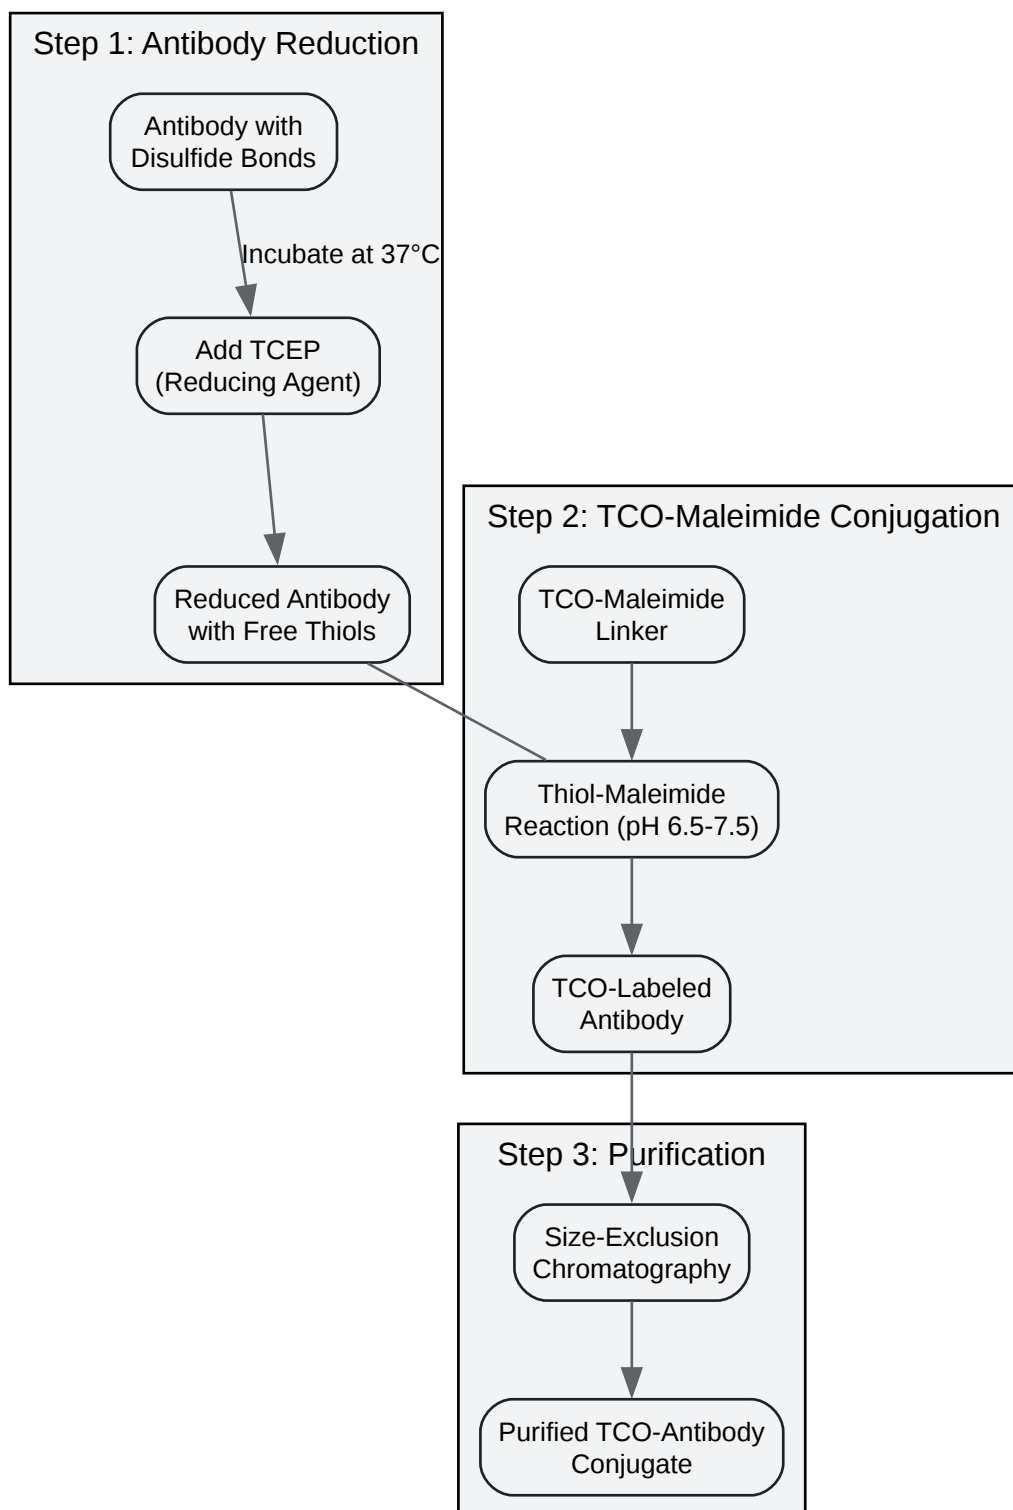 Step 1: Antibody Reduction
Antibody with
Disulfide Bonds
Incubate at 37°C
Add TCEP
(Reducing Agent)
Reduced Antibody
with Free Thiols
Step 2: TCO-Maleimide Conjugation
TCO-Maleimide
Linker
Thiol-Maleimide
Reaction (pH 6.5-7.5)
TCO-Labeled
Antibody
Step 3: Purification
Size-Exclusion
Chromatography
Purified TCO-Antibody
Conjugate